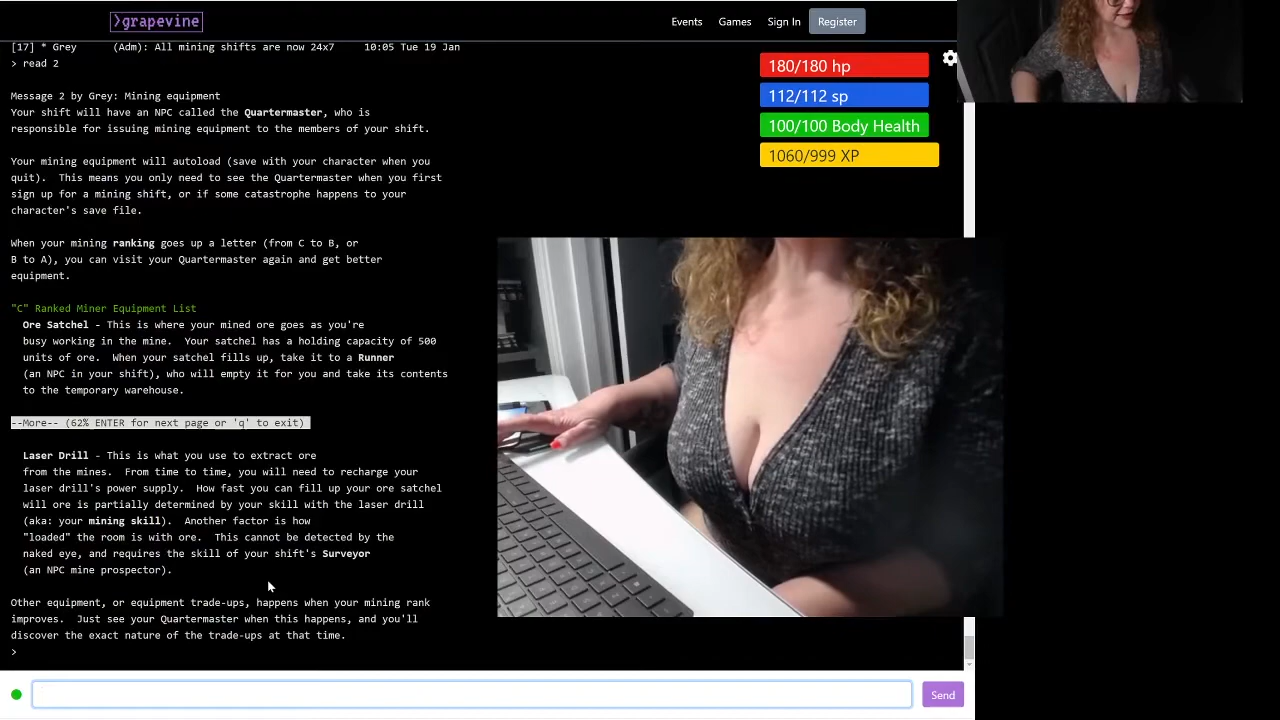 >grapevine
Events Games Sign In Register
[17] * Grey (Adm): All mining shifts are now 24x7 10:05 Tue 19 Jan
> read 2
Message 2 by Grey: Mining equipment
Your shift will have an NPC called the Quartermaster, who is
responsible for issuing mining equipment to the members of your shift.
Your mining equipment will autoload (save with your character when you
quit). This means you only need to see the Quartermaster when you first
sign up for a mining shift, or if some catastrophe happens to your
character's save file.
When your mining ranking goes up a letter (from C to B, or
B to A), you can visit your Quartermaster again and get better
equipment.
"C" Ranked Miner Equipment List
Ore Satchel - This is where your mined ore goes as you're
busy working in the mine. Your satchel has a holding capacity of 500
units of ore. When your satchel fills up, take it to a Runner
(an NPC in your shift), who will empty it for you and take its contents
to the temporary warehouse.
--More-- (62% ENTER for next page or 'q' to exit)
Laser Drill - This is what you use to extract ore
from the mines. From time to time, you will need to recharge your
laser drill's power supply. How fast you can fill up your ore satchel
will ore is partially determined by your skill with the laser drill
(aka: your mining skill). Another factor is how
"loaded" the room is with ore. This cannot be detected by the
naked eye, and requires the skill of your shift's Surveyor
(an NPC mine prospector).
Other equipment, or equipment trade-ups, happens when your mining rank
improves. Just see your Quartermaster when this happens, and you'll
discover the exact nature of the trade-ups at that time.
>
180/180 hp
112/112 sp
100/100 Body Health
1060/999 XP
Send